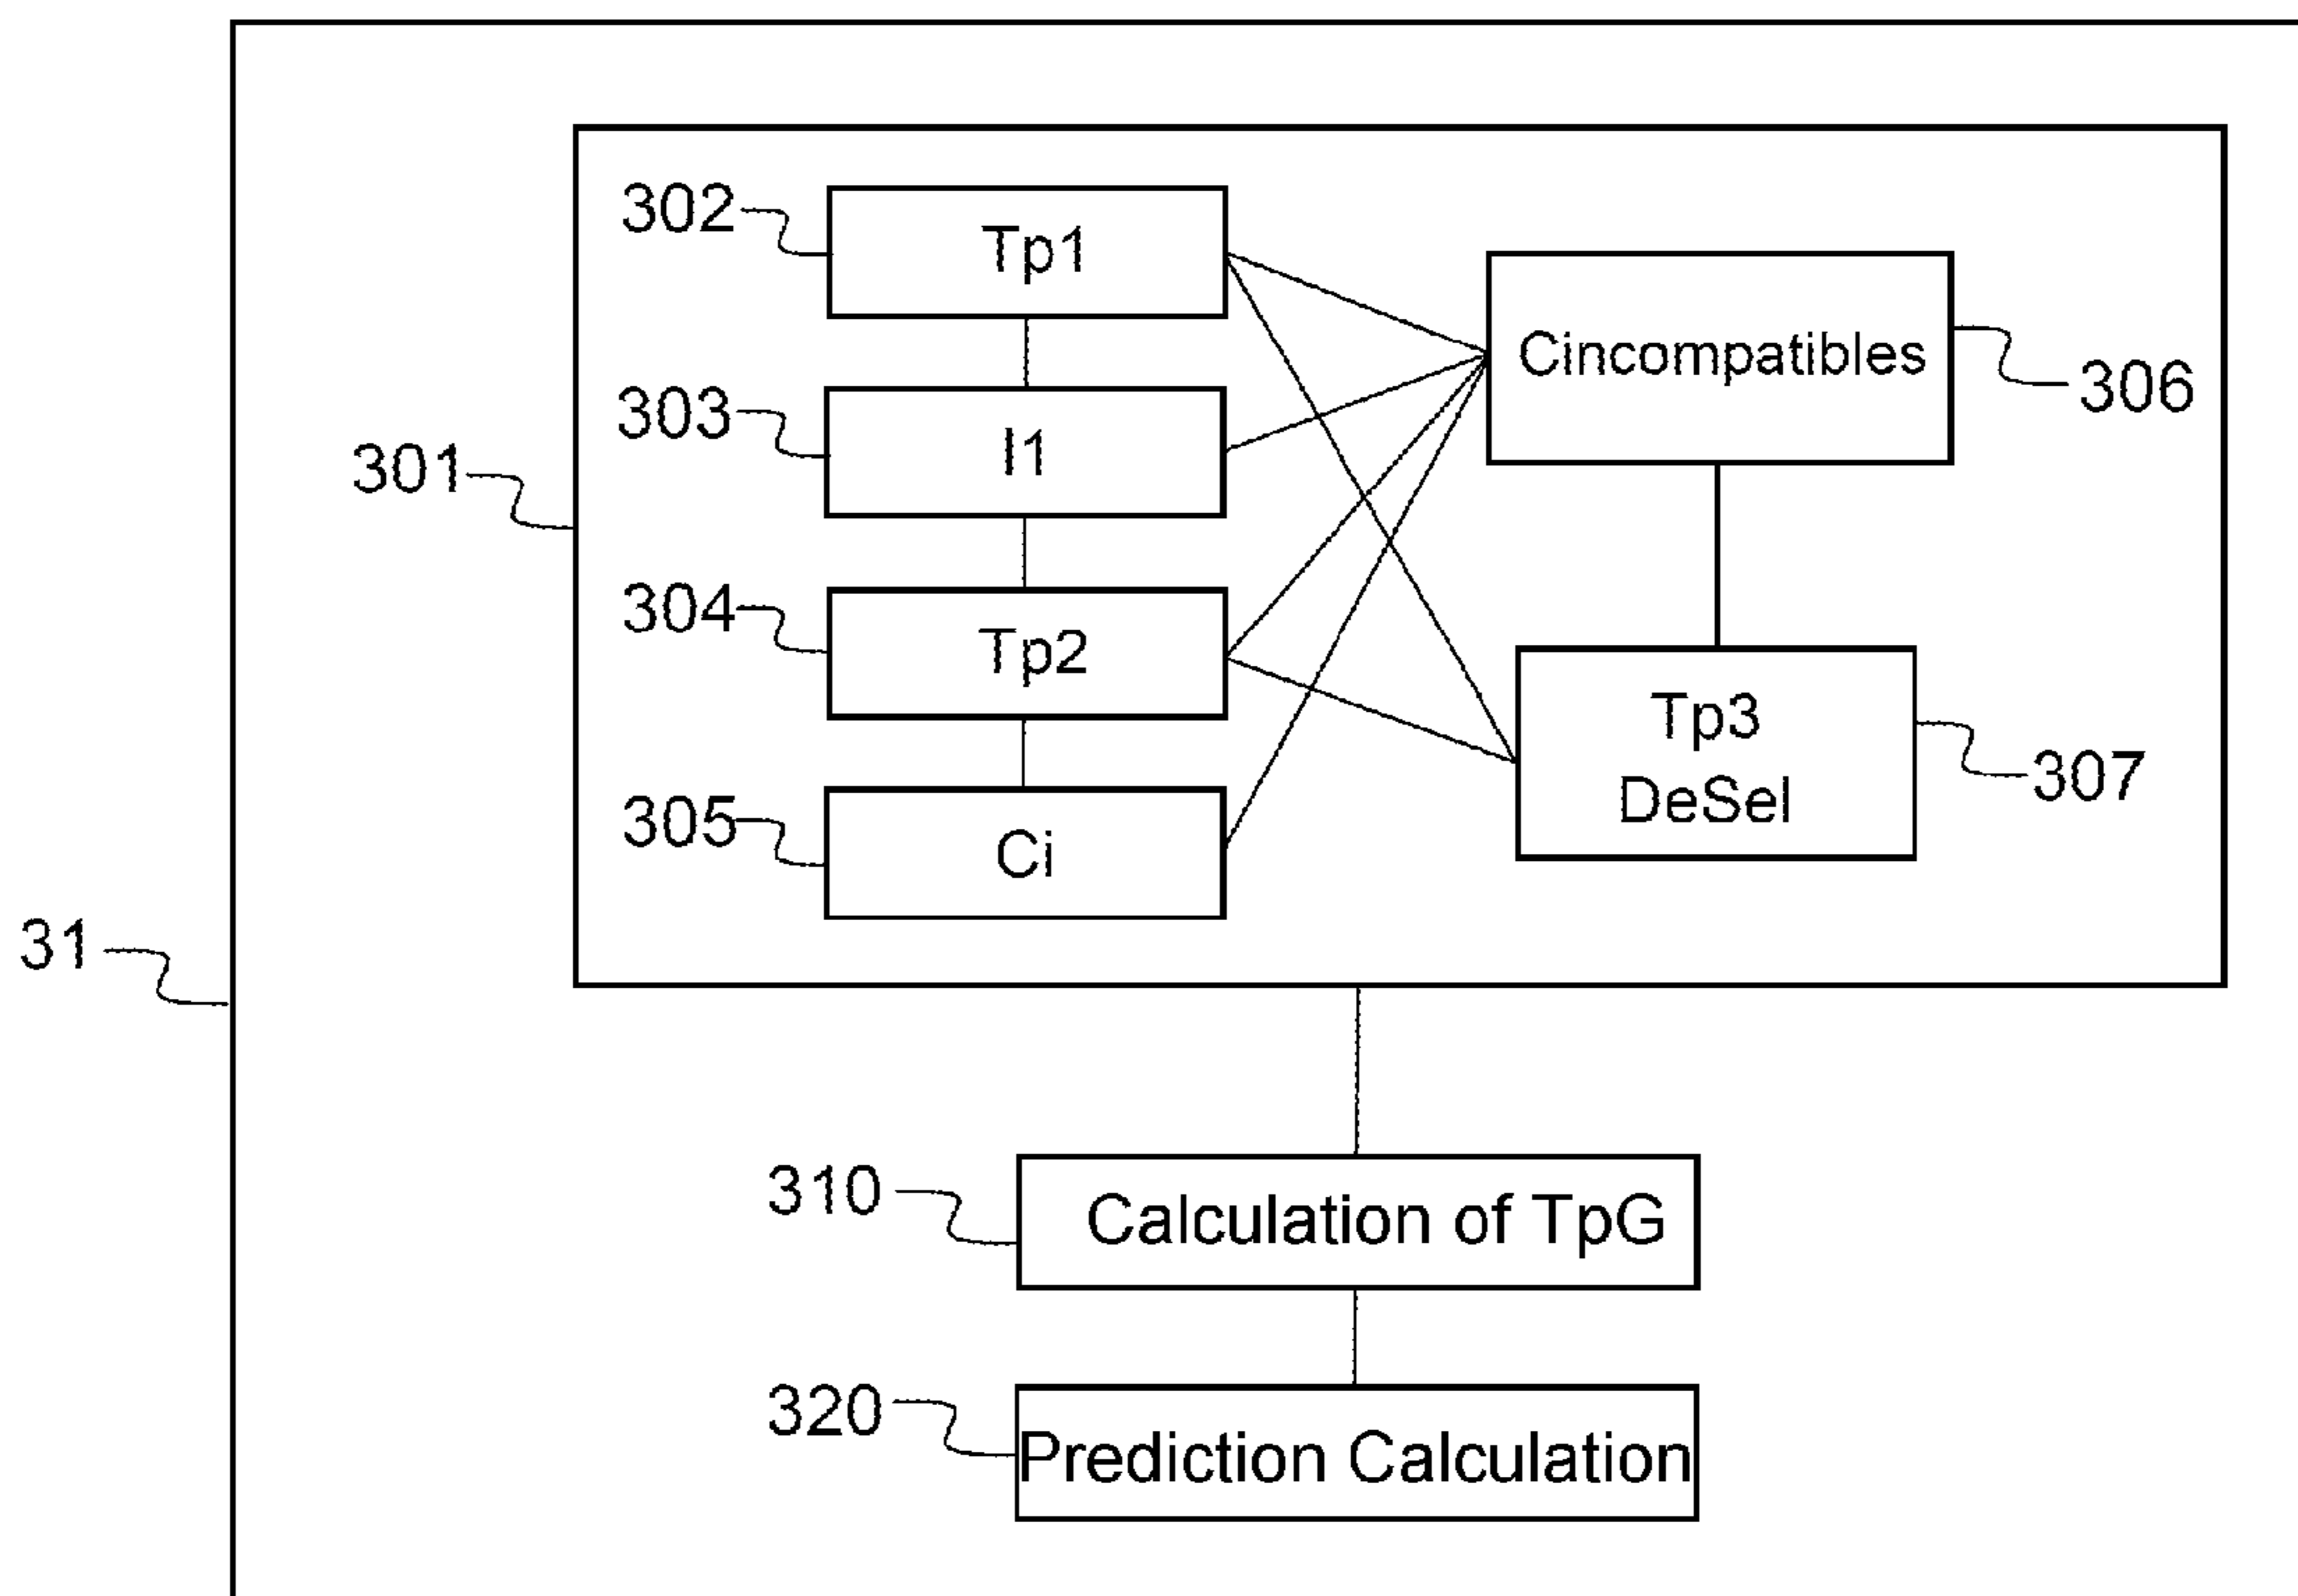 302
Tp1
Cincompatibles
306
303
I1
301
304
Tp2
Tp3
DeSel
307
305
Ci
31
310
Calculation of TpG
320
Prediction Calculation